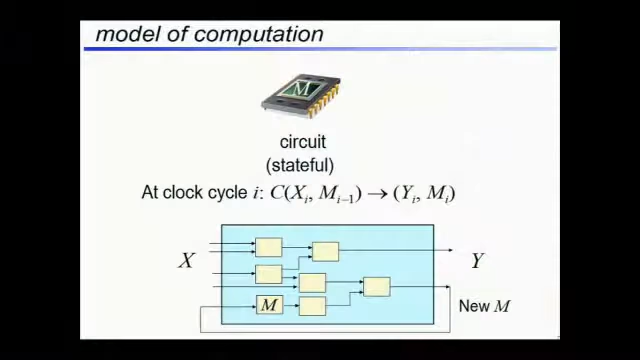 model of computation
M
circuit
(stateful)
At clock cycle i: C(Xᵢ, Mᵢ₋₁) → (Yᵢ, Mᵢ)
X
Y
M
New M